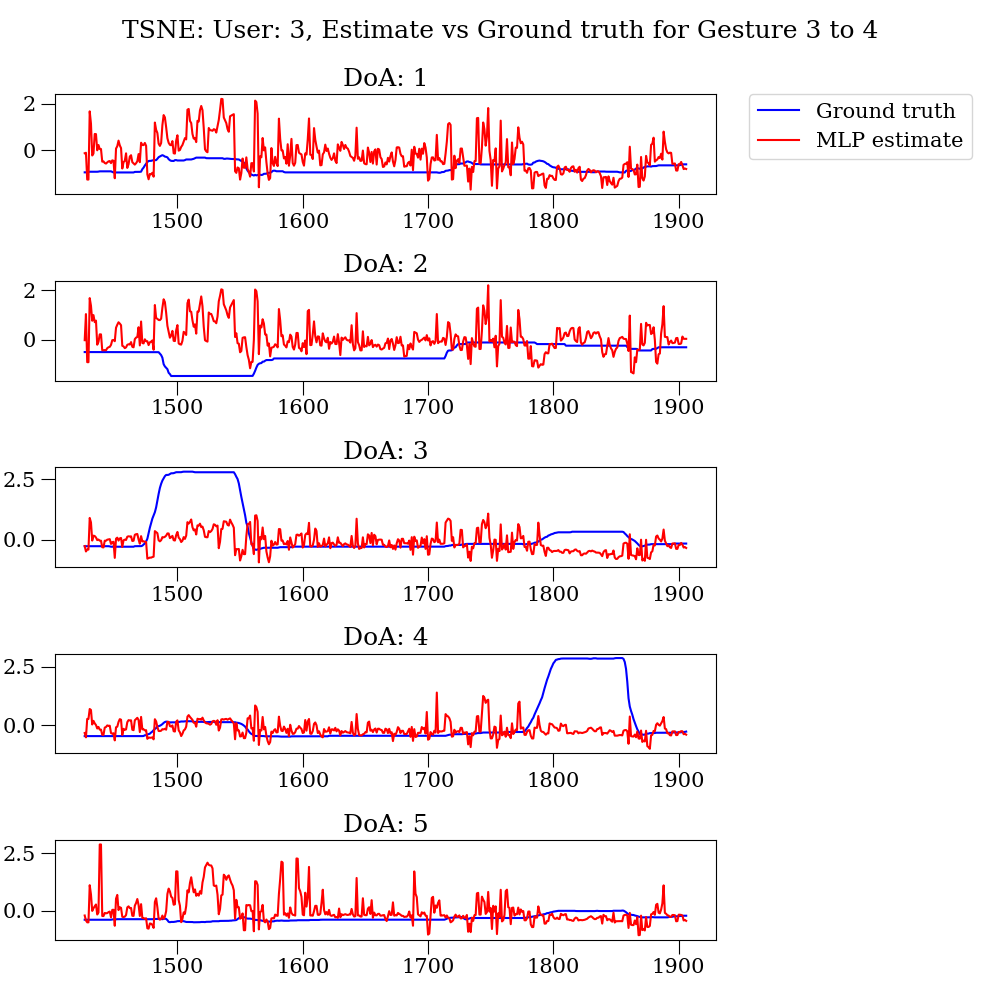 TSNE: User: 3, Estimate vs Ground truth for Gesture 3 to 4
DoA: 1
Ground truth
MLP estimate
2
0
1500 1600 1700 1800 1900
DoA: 2
2
0
1500 1600 1700 1800 1900
DoA: 3
2.5
0.0
1500 1600 1700 1800 1900
DoA: 4
2.5
0.0
1500 1600 1700 1800 1900
DoA: 5
2.5
0.0
1500 1600 1700 1800 1900